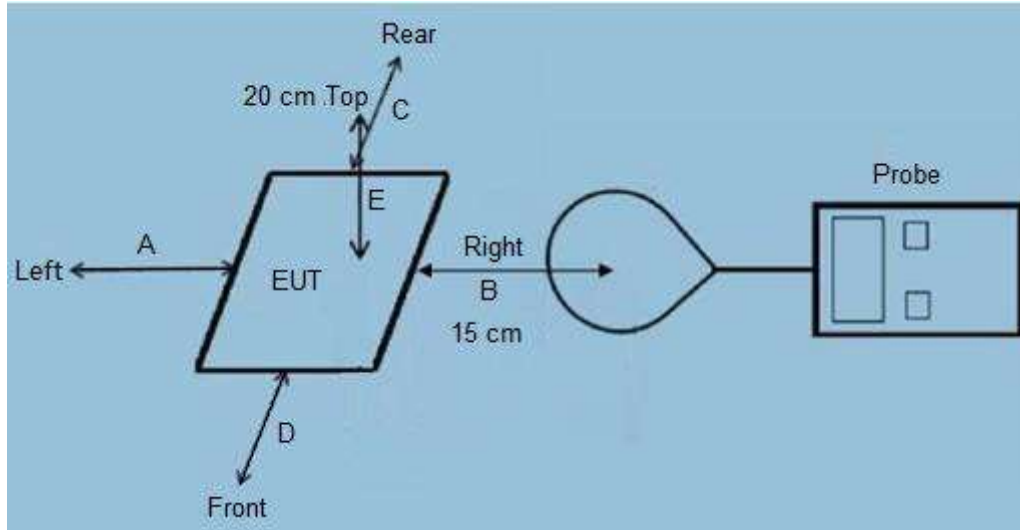 Rear
20 cm .Top
C
Probe
E
A
Right
Left
EUT
B
15 cm
D
Front